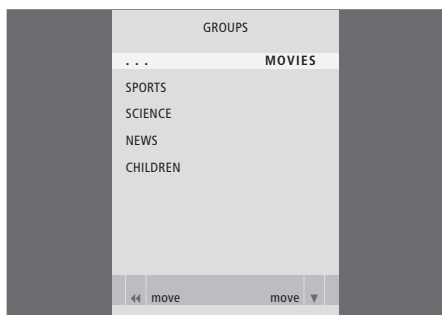 GROUPS
. . . MOVIES
SPORTS
SCIENCE
NEWS
CHILDREN
move move